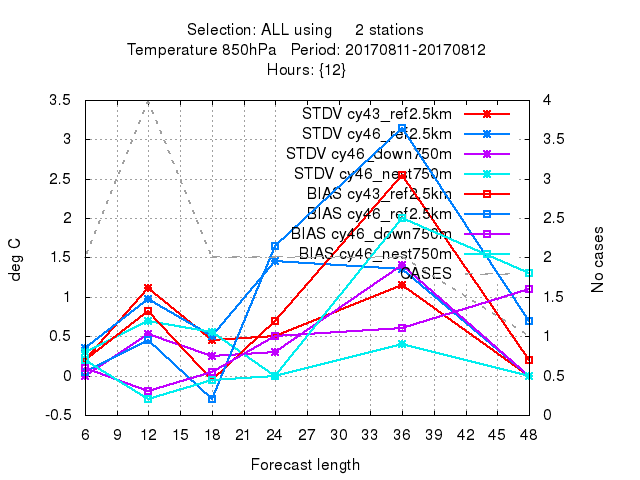 Selection: ALL using     2 stations
Temperature 850hPa   Period: 20170811-20170812
Hours: {12}
3.5
3
2.5
2
1.5
1
0.5
0
-0.5
deg C
STDV cy43_ref2.5km
STDV cy46_ref2.5km
STDV cy46_down750m
STDV cy46_nest750m
BIAS cy43_ref2.5km
BIAS cy46_ref2.5km
BIAS cy46_down750m
BIAS cy46_nest750m
CASES
4
3.5
3
2.5
2
1.5
1
0.5
0
No cases
6 9 12 15 18 21 24 27 30 33 36 39 42 45 48
Forecast length